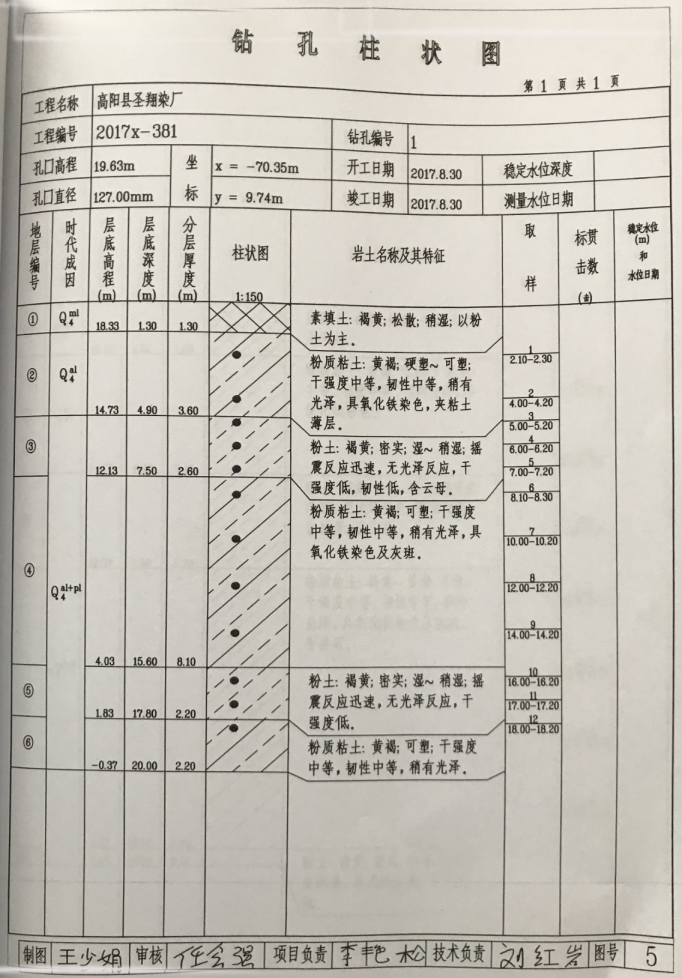 钻孔柱状图
第 1 页 共 1 页
工程名称 高阳县圣翔染厂
工程编号 2017x-381 钻孔编号 1
孔口高程 19.63m 坐标 x = -70.35m 开工日期 2017.8.30 稳定水位深度
孔口直径 127.00mm y = 9.74m 竣工日期 2017.8.30 测量水位日期
地层编号 时代成因 层底高程(m) 层底深度(m) 分层厚度(m) 柱状图 1:150 岩土名称及其特征 取样 标贯击数(击) 稳定水位(m)和水位日期
① Q4ml 18.33 1.30 1.30
素填土: 褐黄; 松散; 稍湿; 以粉
土为主.
② Q4al 14.73 4.90 3.60
粉质粘土: 黄褐; 硬塑~ 可塑;
干强度中等, 韧性中等, 稍有
光泽, 具氧化铁染色, 夹粘土
薄层.
1
2.10-2.30
2
4.00-4.20
③ 12.13 7.50 2.60
粉土: 褐黄; 密实; 湿~ 稍湿; 摇
震反应迅速, 无光泽反应, 干
强度低, 韧性低, 含云母.
3
5.00-5.20
4
6.00-6.20
5
7.00-7.20
④ Q4al+pl 4.03 15.60 8.10
粉质粘土: 黄褐; 可塑; 干强度
中等, 韧性中等, 稍有光泽, 具
氧化铁染色及灰斑.
6
8.10-8.30
7
10.00-10.20
8
12.00-12.20
9
14.00-14.20
⑤ 1.83 17.80 2.20
粉土: 褐黄; 密实; 湿~ 稍湿; 摇
震反应迅速, 无光泽反应, 干
强度低.
10
16.00-16.20
11
17.00-17.20
⑥ -0.37 20.00 2.20
粉质粘土: 黄褐; 可塑; 干强度
中等, 韧性中等, 稍有光泽.
12
18.00-18.20
制图 王少娟 审核 任会强 项目负责 李艳松 技术负责 刘红岩 图号 5